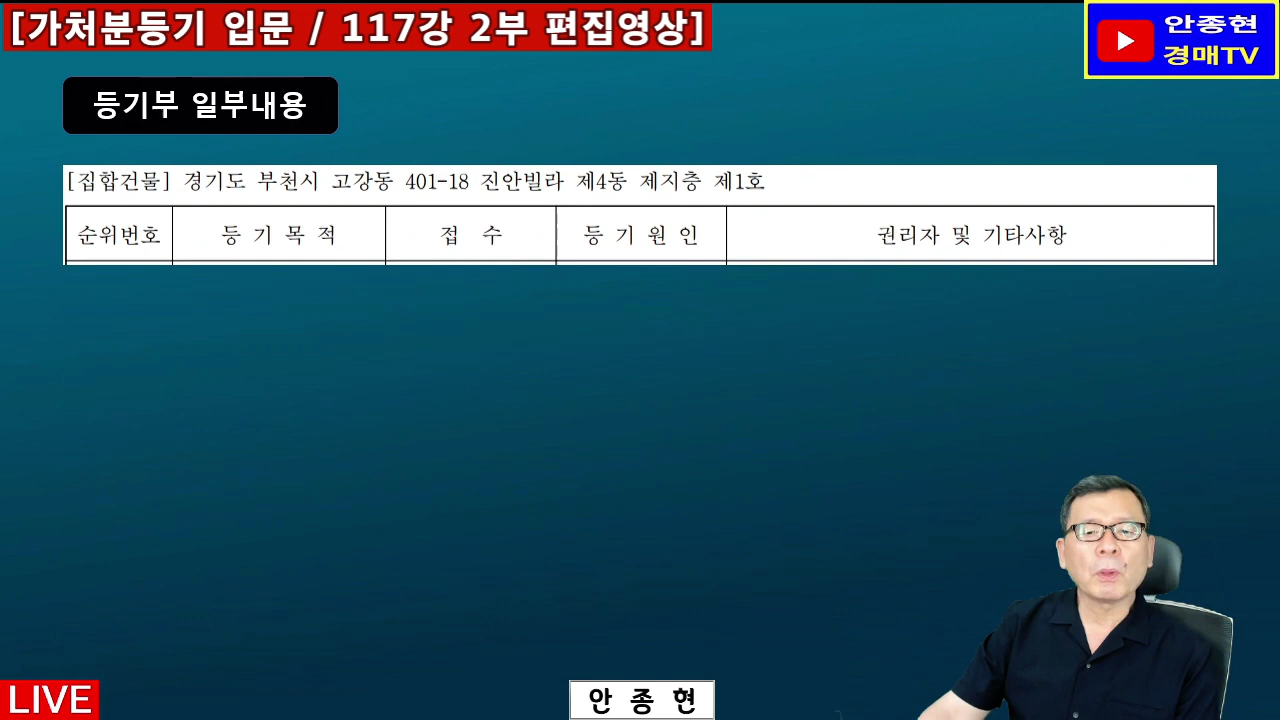 [가처분등기 입문 / 117강 2부 편집영상]
안종현
경매TV
등기부 일부내용
[집합건물] 경기도 부천시 고강동 401-18 진안빌라 제4동 제지층 제1호
순위번호 등 기 목 적 접 수 등 기 원 인 권리자 및 기타사항
LIVE
안 종 현